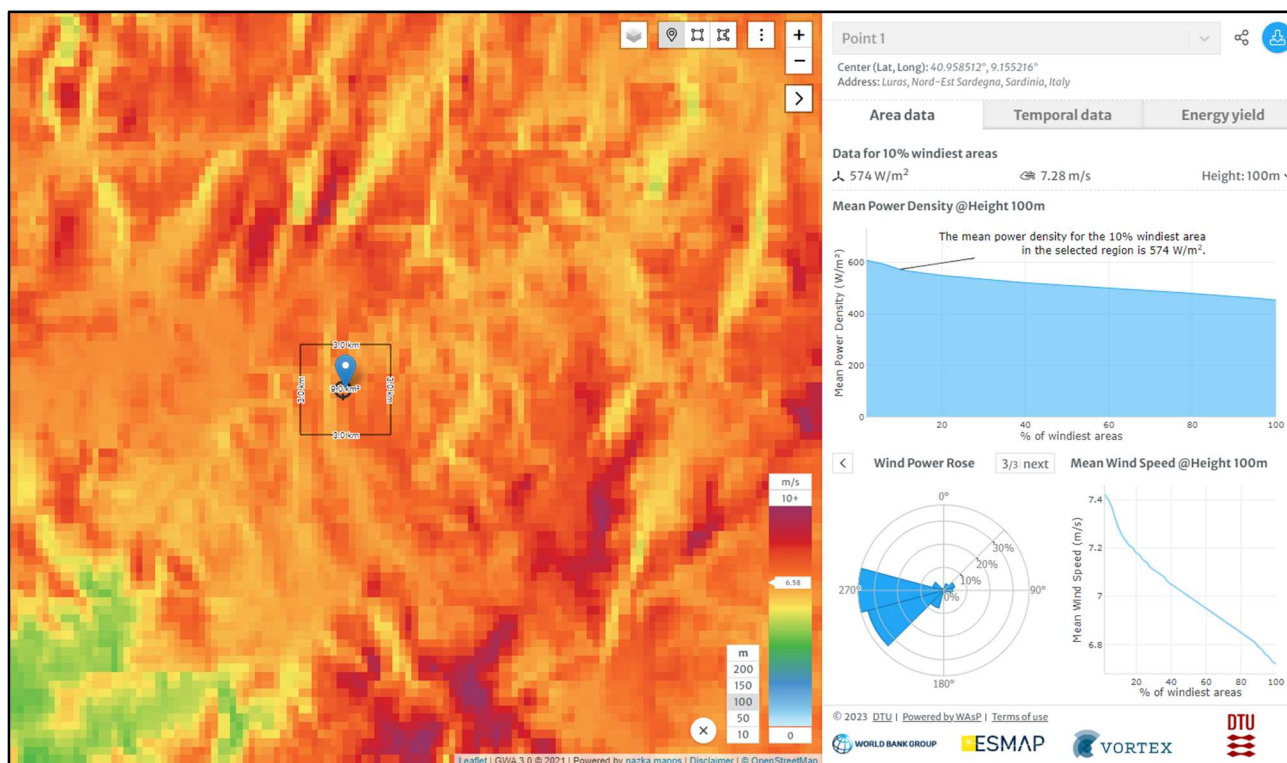 +
−
m/s
10+
6.58
0
m
200
150
100
50
10
3.0 km
3.0 km
9.0 km²
3.0 km
3.0 km
Leaflet | GWA 3.0 © 2021 | Powered by nazka mapps | Disclaimer | © OpenStreetMap
Point 1
Center (Lat, Long): 40.958512°, 9.155216°
Address: Luras, Nord-Est Sardegna, Sardinia, Italy
Area data Temporal data Energy yield
Data for 10% windiest areas
574 W/m² 7.28 m/s Height: 100m
Mean Power Density @Height 100m
The mean power density for the 10% windiest area
in the selected region is 574 W/m².
Mean Power Density (W/m²)
600
400
200
0
20 40 60 80 100
% of windiest areas
Wind Power Rose 3/3 next
0°
30%
20%
10%
0%
270° 90°
180°
Mean Wind Speed @Height 100m
Mean Wind Speed (m/s)
7.4
7.2
7
6.8
20 40 60 80 100
% of windiest areas
© 2023 DTU | Powered by WAsP | Terms of use
WORLD BANK GROUP ESMAP VORTEX DTU